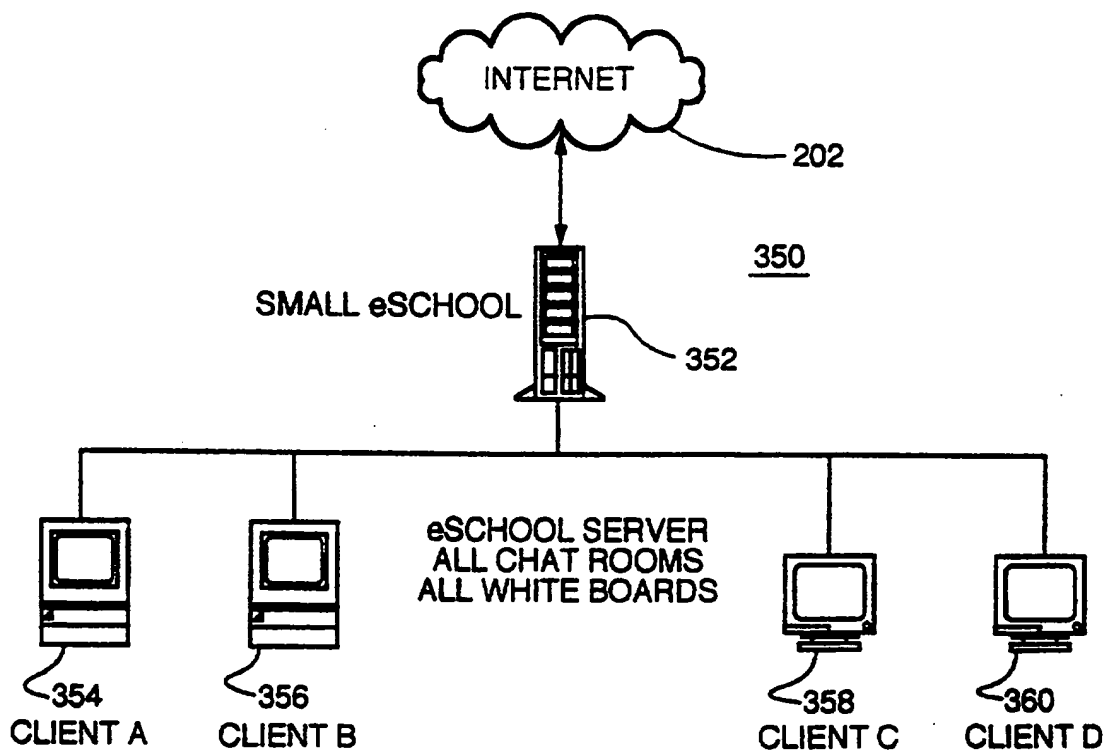 INTERNET
202
350
SMALL eSCHOOL
352
eSCHOOL SERVER
ALL CHAT ROOMS
ALL WHITE BOARDS
354
CLIENT A
356
CLIENT B
358
CLIENT C
360
CLIENT D